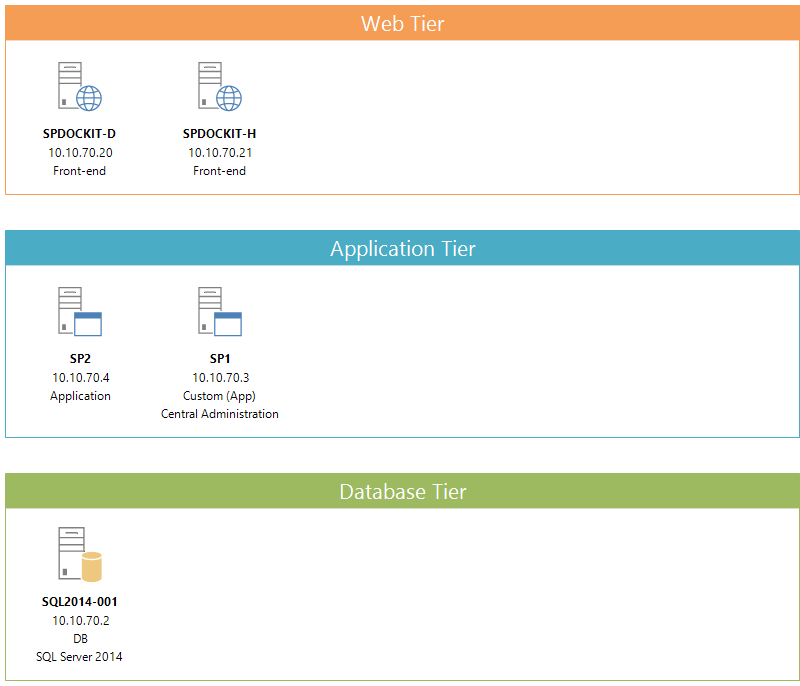 Web Tier
SPDOCKIT-D
10.10.70.20
Front-end
SPDOCKIT-H
10.10.70.21
Front-end
Application Tier
SP2
10.10.70.4
Application
SP1
10.10.70.3
Custom (App)
Central Administration
Database Tier
SQL2014-001
10.10.70.2
DB
SQL Server 2014